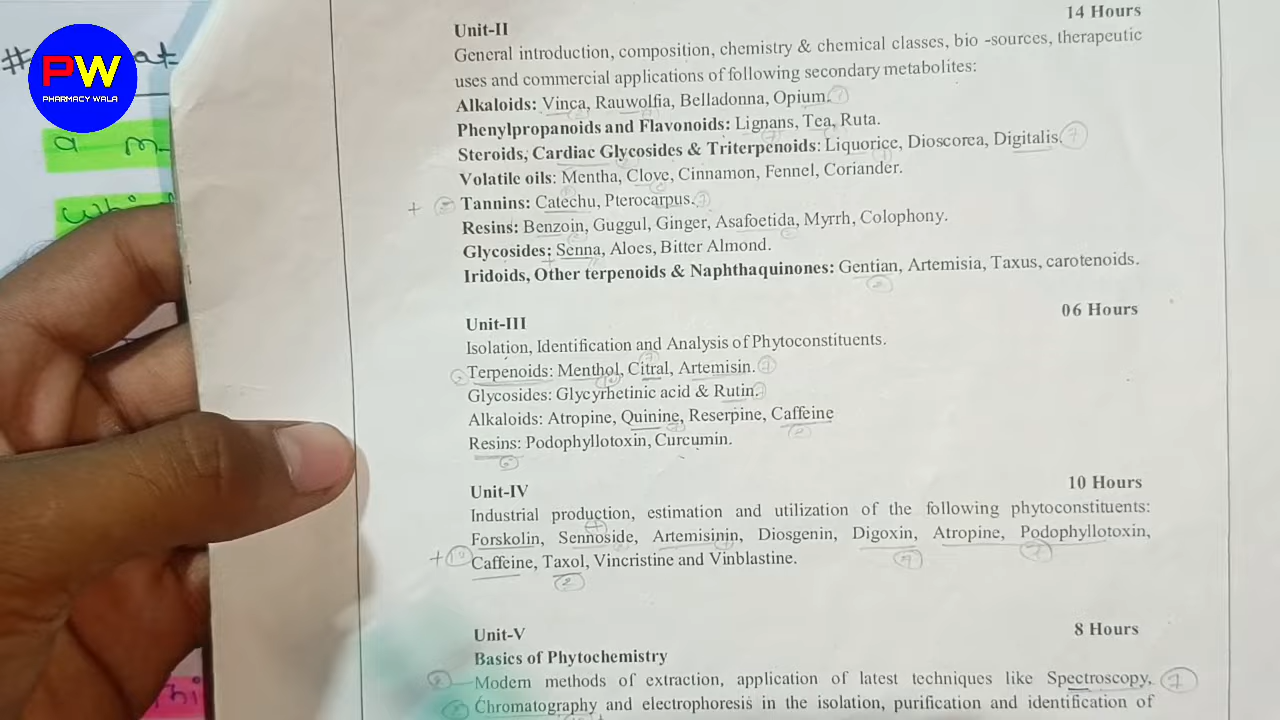 PW
PHARMACY WALA
14 Hours
Unit-II
General introduction, composition, chemistry & chemical classes, bio -sources, therapeutic
uses and commercial applications of following secondary metabolites:
Alkaloids: Vinca, Rauwolfia, Belladonna, Opium.
Phenylpropanoids and Flavonoids: Lignans, Tea, Ruta.
Steroids, Cardiac Glycosides & Triterpenoids: Liquorice, Dioscorea, Digitalis.
Volatile oils: Mentha, Clove, Cinnamon, Fennel, Coriander.
Tannins: Catechu, Pterocarpus.
Resins: Benzoin, Guggul, Ginger, Asafoetida, Myrrh, Colophony.
Glycosides: Senna, Aloes, Bitter Almond.
Iridoids, Other terpenoids & Naphthaquinones: Gentian, Artemisia, Taxus, carotenoids.
Unit-III 06 Hours
Isolation, Identification and Analysis of Phytoconstituents.
Terpenoids: Menthol, Citral, Artemisin.
Glycosides: Glycyrhetinic acid & Rutin.
Alkaloids: Atropine, Quinine, Reserpine, Caffeine
Resins: Podophyllotoxin, Curcumin.
Unit-IV 10 Hours
Industrial production, estimation and utilization of the following phytoconstituents:
Forskolin, Sennoside, Artemisinin, Diosgenin, Digoxin, Atropine, Podophyllotoxin,
Caffeine, Taxol, Vincristine and Vinblastine.
Unit-V 8 Hours
Basics of Phytochemistry
Modern methods of extraction, application of latest techniques like Spectroscopy,
Chromatography and electrophoresis in the isolation, purification and identification of